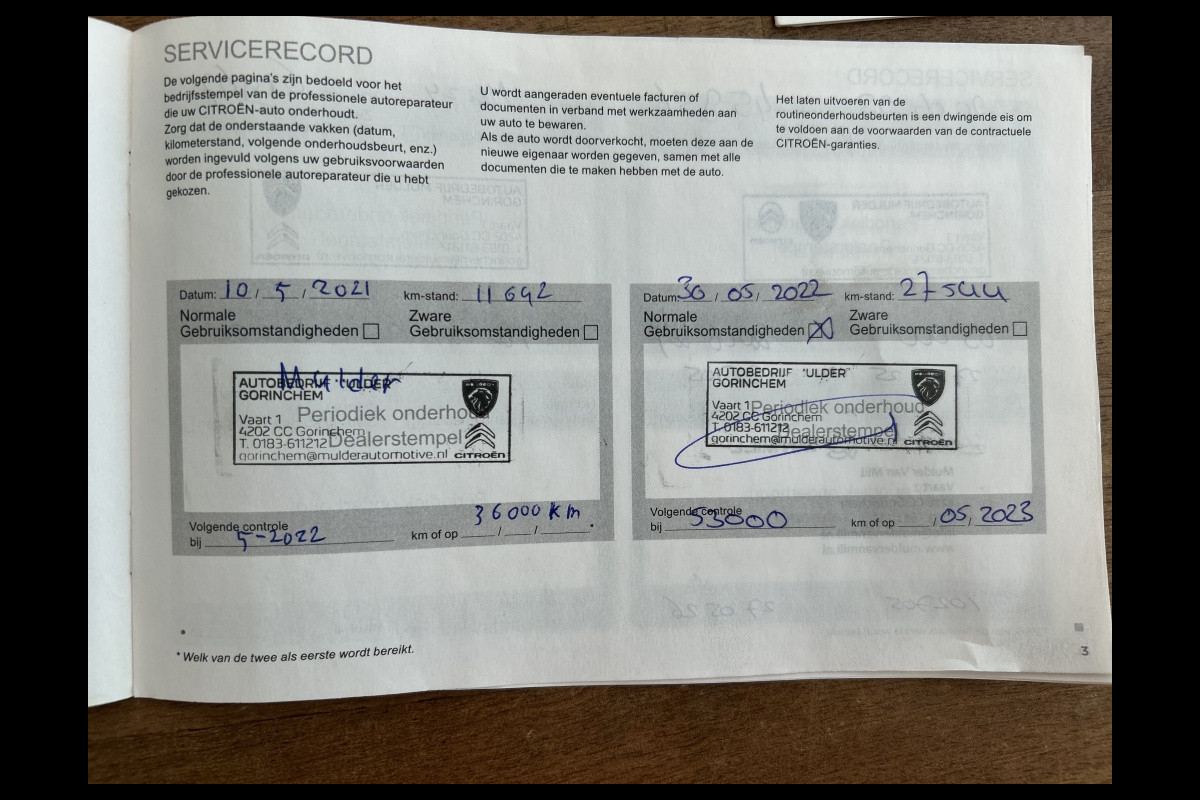 SERVICERECORD
De volgende pagina's zijn bedoeld voor het
bedrijfsstempel van de professionele autoreparateur
die uw CITROËN-auto onderhoudt.
Zorg dat de onderstaande vakken (datum,
kilometerstand, volgende onderhoudsbeurt, enz.)
worden ingevuld volgens uw gebruiksvoorwaarden
door de professionele autoreparateur die u hebt
gekozen.
U wordt aangeraden eventuele facturen of
documenten in verband met werkzaamheden aan
uw auto te bewaren.
Als de auto wordt doorverkocht, moeten deze aan de
nieuwe eigenaar worden gegeven, samen met alle
documenten die te maken hebben met de auto.
Het laten uitvoeren van de
routineonderhoudsbeurten is een dwingende eis om
te voldoen aan de voorwaarden van de contractuele
CITROËN-garanties.
Datum: 10 / 5 / 2021 km-stand: 11692
Normale Zware
Gebruiksomstandigheden Gebruiksomstandigheden
Mulder
AUTOBEDRIJF 'ULDER
GORINCHEM
Vaart 1 Periodiek onderhoud
4202 CC Gorinchem
T. 0183-611212 Dealerstempel
gorinchem@mulderautomotive.nl CITROËN
36000 km
Volgende controle
bij 5-2022 km of op / / *
Datum: 30 / 05 / 2022 km-stand:
Normale Zware
Gebruiksomstandigheden X Gebruiksomstandigheden
AUTOBEDRIJF 'ULDER"
GORINCHEM
Vaart 1 Periodiek onderhoud
4202 CC Gorinchem
T. 0183-611212 Dealerstempel
gorinchem@mulderautomotive.nl CITROËN
Volgende controle
bij 53000 km of op / 05 / 2023
* Welk van de twee als eerste wordt bereikt.
3